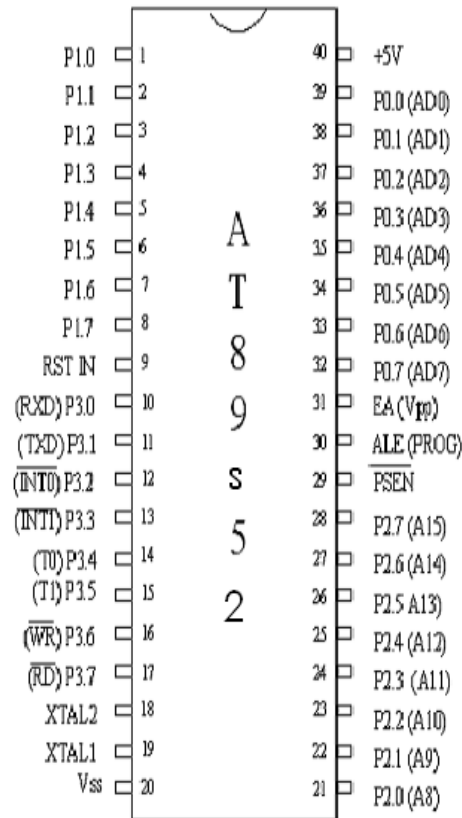 P1.0 1 40 +5V
P1.1 2 39 P0.0 (AD0)
P1.2 3 38 P0.1 (AD1)
P1.3 4 37 P0.2 (AD2)
P1.4 5 36 P0.3 (AD3)
P1.5 6 35 P0.4 (AD4)
P1.6 7 34 P0.5 (AD5)
P1.7 8 33 P0.6 (AD6)
RST IN 9 32 P0.7 (AD7)
(RXD) P3.0 10 31 EA (Vpp)
(TXD) P3.1 11 30 ALE (PROG)
(INT0) P3.2 12 29 PSEN
(INT1) P3.3 13 28 P2.7 (A15)
(T0) P3.4 14 27 P2.6 (A14)
(T1) P3.5 15 26 P2.5 A13)
(WR) P3.6 16 25 P2.4 (A12)
(RD) P3.7 17 24 P2.3 (A11)
XTAL2 18 23 P2.2 (A10)
XTAL1 19 22 P2.1 (A9)
Vss 20 21 P2.0 (A8)
A
T
8
9
s
5
2